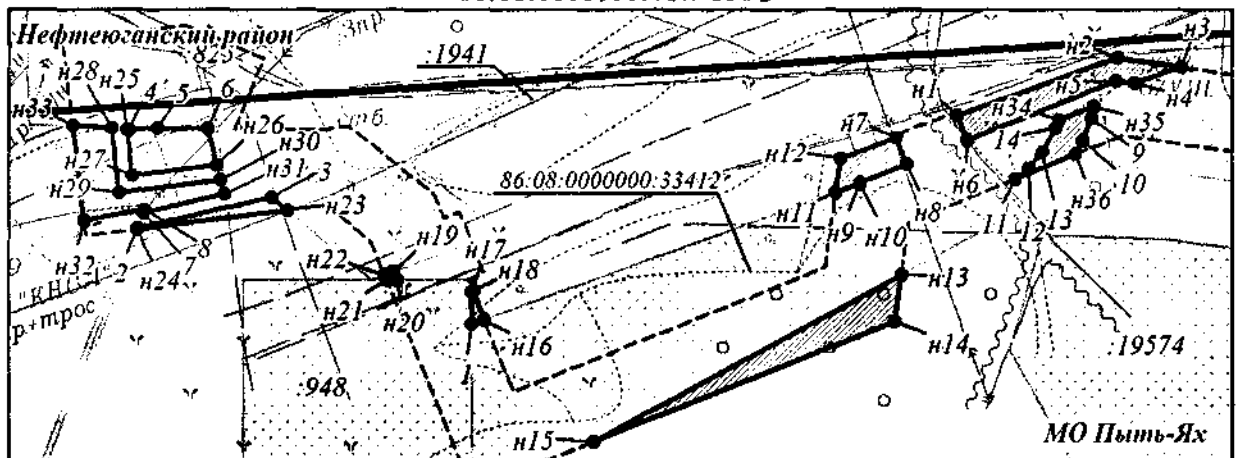 Нефтеюганский район
:1941
н2
н3
н28
н25
4
5
6
н33
н1
н5
н4
н34
н7
н35
14
9
н26
н30
н27
н31
3
н12
н29
86:08:0000000:33412
н6
10
н36
н8
н11
н9
н10
11
12
13
н23
н32
2
н24
7
8
н19
н22
н17
н18
н21
н20
н13
"КНС
р+трос
н16
1
н14
:19574
:948
н15
МО Пыть-Ях